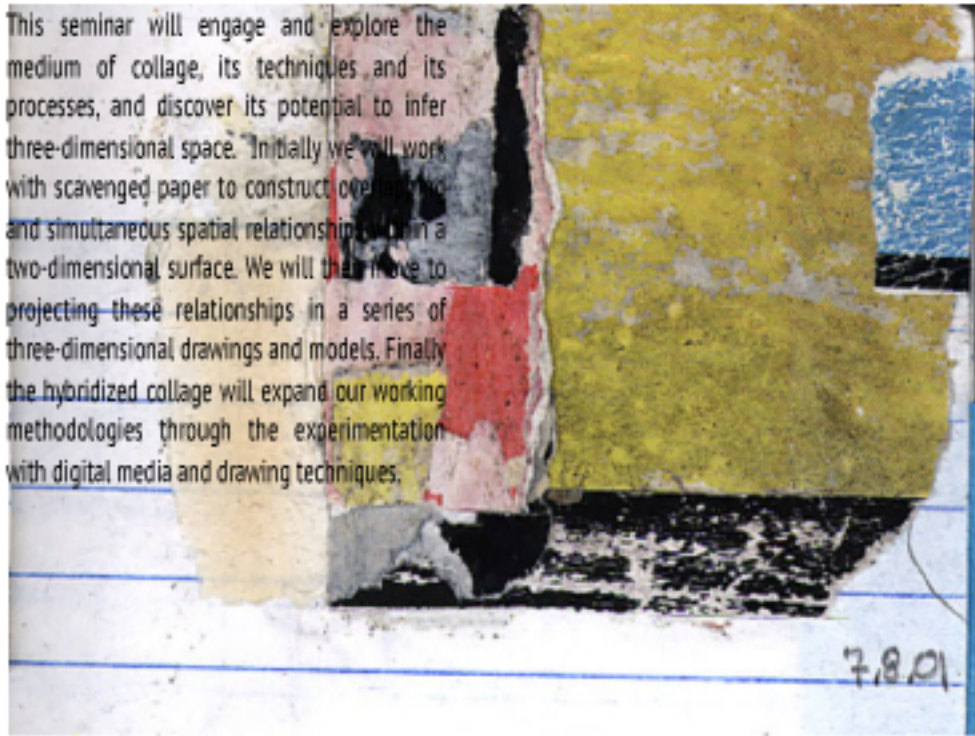 This seminar will engage and explore the
medium of collage, its techniques and its
processes, and discover its potential to infer
three-dimensional space. Initially we will work
with scavenged paper to construct overlapping
and simultaneous spatial relationships within a
two-dimensional surface. We will then move to
projecting these relationships in a series of
three-dimensional drawings and models. Finally
the hybridized collage will expand our working
methodologies through the experimentation
with digital media and drawing techniques.
7.8.01